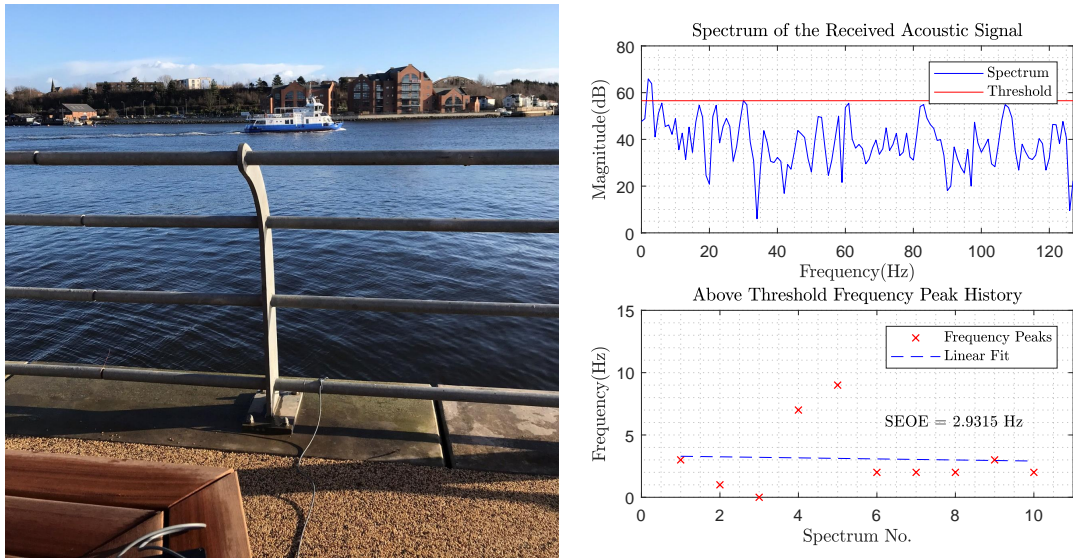 Spectrum of the Received Acoustic Signal
80
60
40
20
0
Magnitude(dB)
Spectrum
Threshold
0 20 40 60 80 100 120
Frequency(Hz)
Above Threshold Frequency Peak History
15
10
5
0
Frequency(Hz)
Frequency Peaks
Linear Fit
SEOE = 2.9315 Hz
0 2 4 6 8 10
Spectrum No.